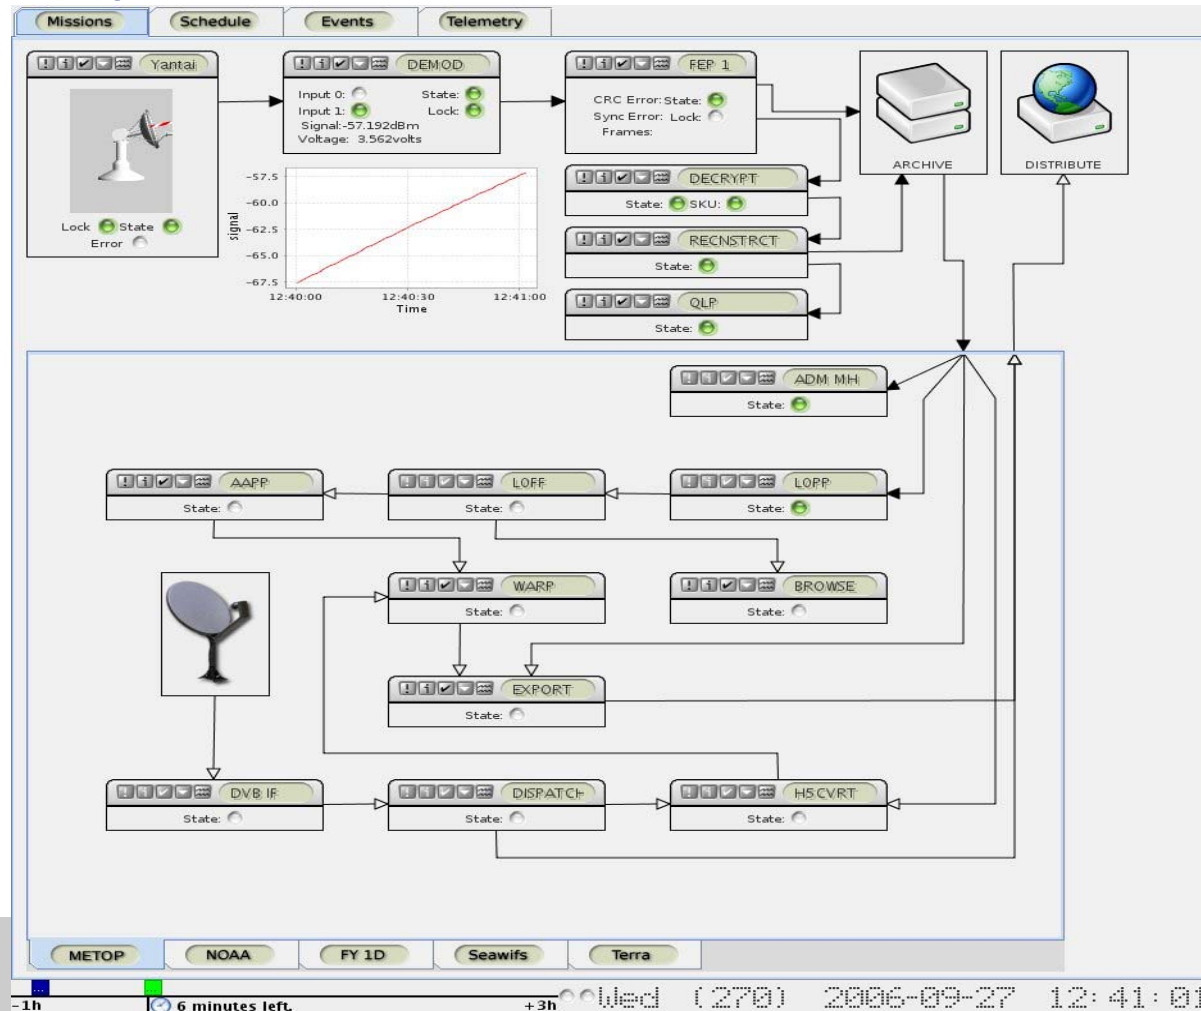 Missions Schedule Events Telemetry
Yantai
Lock State
Error
DEMOD
Input 0: State:
Input 1: Lock:
Signal:-57.192dBm
Voltage: 3.562volts
FEP 1
CRC Error: State:
Sync Error: Lock:
Frames:
ARCHIVE
DISTRIBUTE
DECRYPT
State: SKU:
RECNSTRCT
State:
QLP
State:
signal
-57.5
-60.0
-62.5
-65.0
-67.5
12:40:00 12:40:30 12:41:00
Time
ADM MH
State:
AAPP
State:
LOFF
State:
LOPP
State:
WARP
State:
BROWSE
State:
EXPORT
State:
DVB IF
State:
DISPATCH
State:
H5CVRT
State:
METOP NOAA FY 1D Seawifs Terra
-1h 6 minutes left. +3h
Wed (270) 2006-09-27 12:41:01